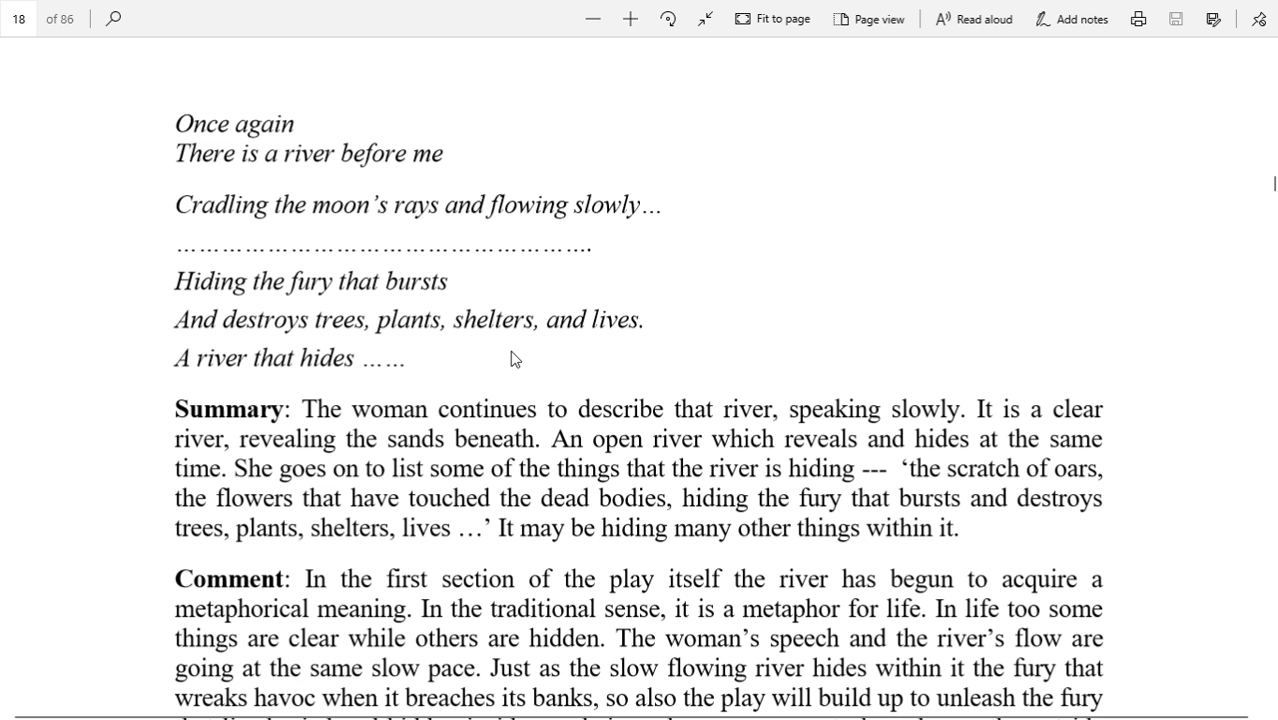 18 of 86 Fit to page Page view Read aloud Add notes
Once again
There is a river before me
Cradling the moon’s rays and flowing slowly…
……………………………………………….
Hiding the fury that bursts
And destroys trees, plants, shelters, and lives.
A river that hides ……
Summary: The woman continues to describe that river, speaking slowly. It is a clear
river, revealing the sands beneath. An open river which reveals and hides at the same
time. She goes on to list some of the things that the river is hiding --- ‘the scratch of oars,
the flowers that have touched the dead bodies, hiding the fury that bursts and destroys
trees, plants, shelters, lives …’ It may be hiding many other things within it.
Comment: In the first section of the play itself the river has begun to acquire a
metaphorical meaning. In the traditional sense, it is a metaphor for life. In life too some
things are clear while others are hidden. The woman’s speech and the river’s flow are
going at the same slow pace. Just as the slow flowing river hides within it the fury that
wreaks havoc when it breaches its banks, so also the play will build up to unleash the fury